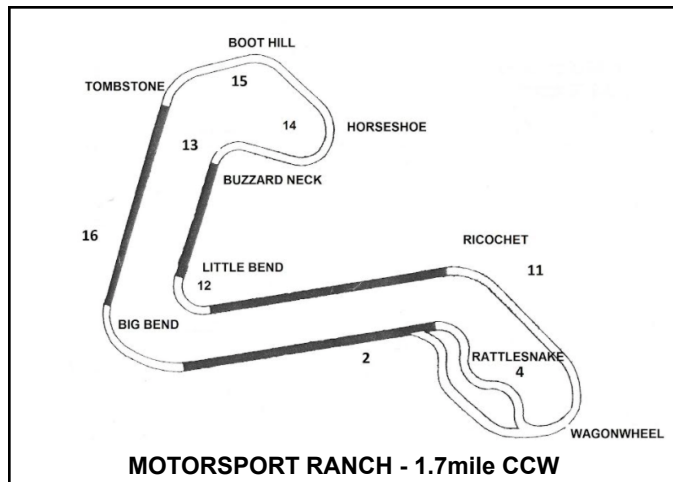 BOOT HILL
15
TOMBSTONE
14
HORSESHOE
13
BUZZARD NECK
16
RICOCHET
LITTLE BEND
11
12
BIG BEND
2
RATTLESNAKE
4
WAGONWHEEL
MOTORSPORT RANCH - 1.7mile CCW